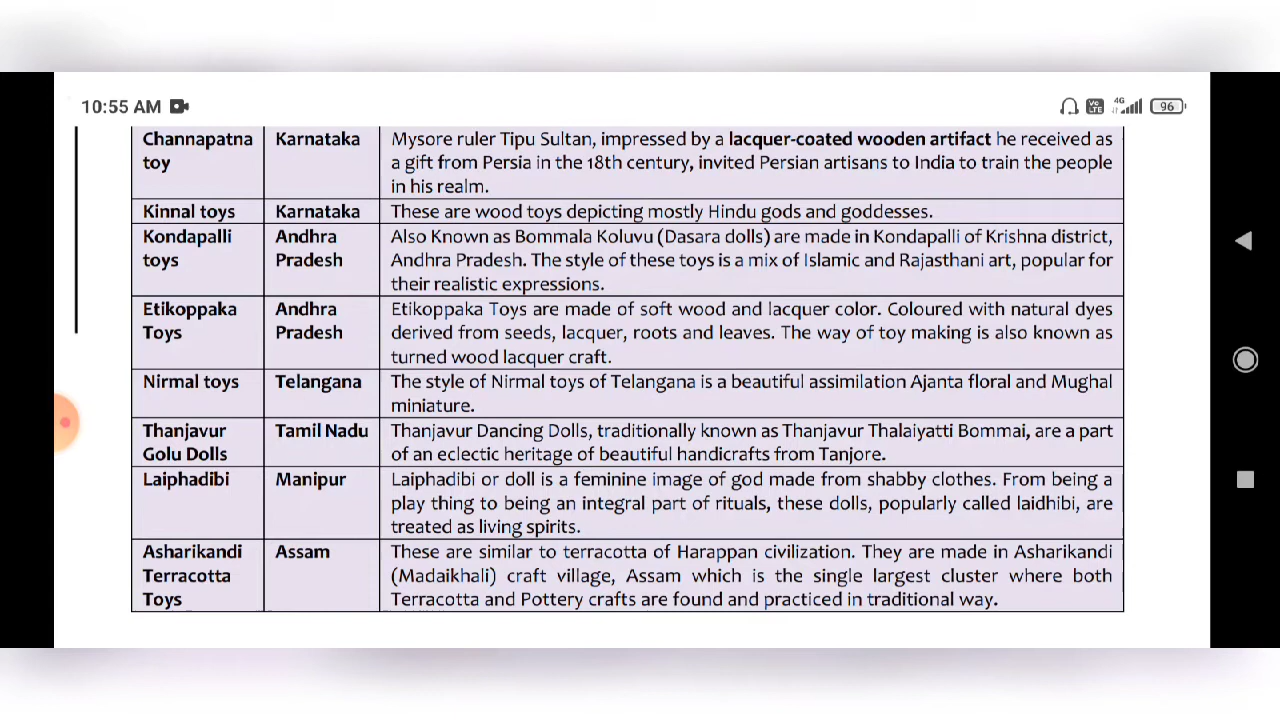 10:55 AM
4G
Vo
LTE
96
Channapatna Karnataka Mysore ruler Tipu Sultan, impressed by a lacquer-coated wooden artifact he received as
toy a gift from Persia in the 18th century, invited Persian artisans to India to train the people
in his realm.
Kinnal toys Karnataka These are wood toys depicting mostly Hindu gods and goddesses.
Kondapalli Andhra Also Known as Bommala Koluvu (Dasara dolls) are made in Kondapalli of Krishna district,
toys Pradesh Andhra Pradesh. The style of these toys is a mix of Islamic and Rajasthani art, popular for
their realistic expressions.
Etikoppaka Andhra Etikoppaka Toys are made of soft wood and lacquer color. Coloured with natural dyes
Toys Pradesh derived from seeds, lacquer, roots and leaves. The way of toy making is also known as
turned wood lacquer craft.
Nirmal toys Telangana The style of Nirmal toys of Telangana is a beautiful assimilation Ajanta floral and Mughal
miniature.
Thanjavur Tamil Nadu Thanjavur Dancing Dolls, traditionally known as Thanjavur Thalaiyatti Bommai, are a part
Golu Dolls of an eclectic heritage of beautiful handicrafts from Tanjore.
Laiphadibi Manipur Laiphadibi or doll is a feminine image of god made from shabby clothes. From being a
play thing to being an integral part of rituals, these dolls, popularly called laidhibi, are
treated as living spirits.
Asharikandi Assam These are similar to terracotta of Harappan civilization. They are made in Asharikandi
Terracotta (Madaikhali) craft village, Assam which is the single largest cluster where both
Toys Terracotta and Pottery crafts are found and practiced in traditional way.